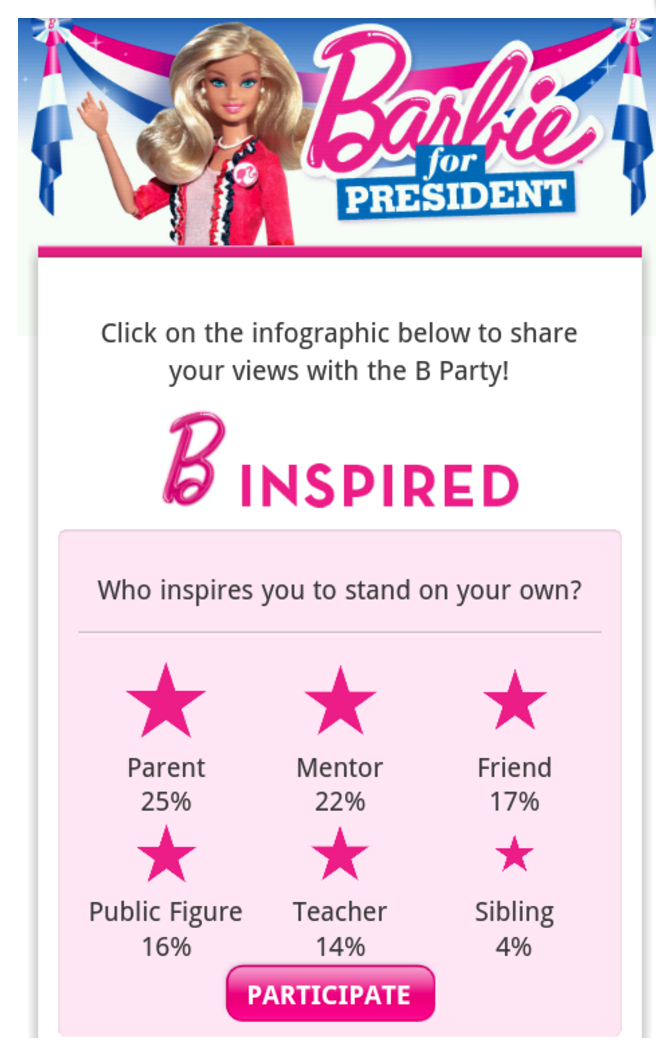 Barbie
for
PRESIDENT
Click on the infographic below to share
your views with the B Party!
B INSPIRED
Who inspires you to stand on your own?
Parent
25%
Mentor
22%
Friend
17%
Public Figure
16%
Teacher
14%
Sibling
4%
PARTICIPATE